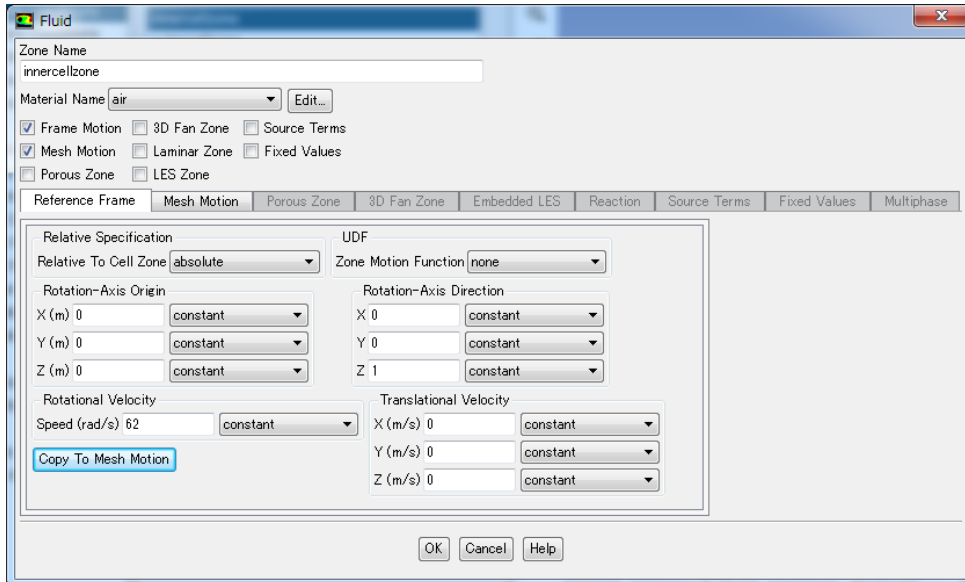 Fluid
Zone Name
innercellzone
Material Name air Edit...
Frame Motion 3D Fan Zone Source Terms
Mesh Motion Laminar Zone Fixed Values
Porous Zone LES Zone
Reference Frame Mesh Motion Porous Zone 3D Fan Zone Embedded LES Reaction Source Terms Fixed Values Multiphase
Relative Specification UDF
Relative To Cell Zone absolute Zone Motion Function none
Rotation-Axis Origin Rotation-Axis Direction
X (m) 0 constant X 0 constant
Y (m) 0 constant Y 0 constant
Z (m) 0 constant Z 1 constant
Rotational Velocity Translational Velocity
Speed (rad/s) 62 constant X (m/s) 0 constant
Copy To Mesh Motion Y (m/s) 0 constant
Z (m/s) 0 constant
OK Cancel Help